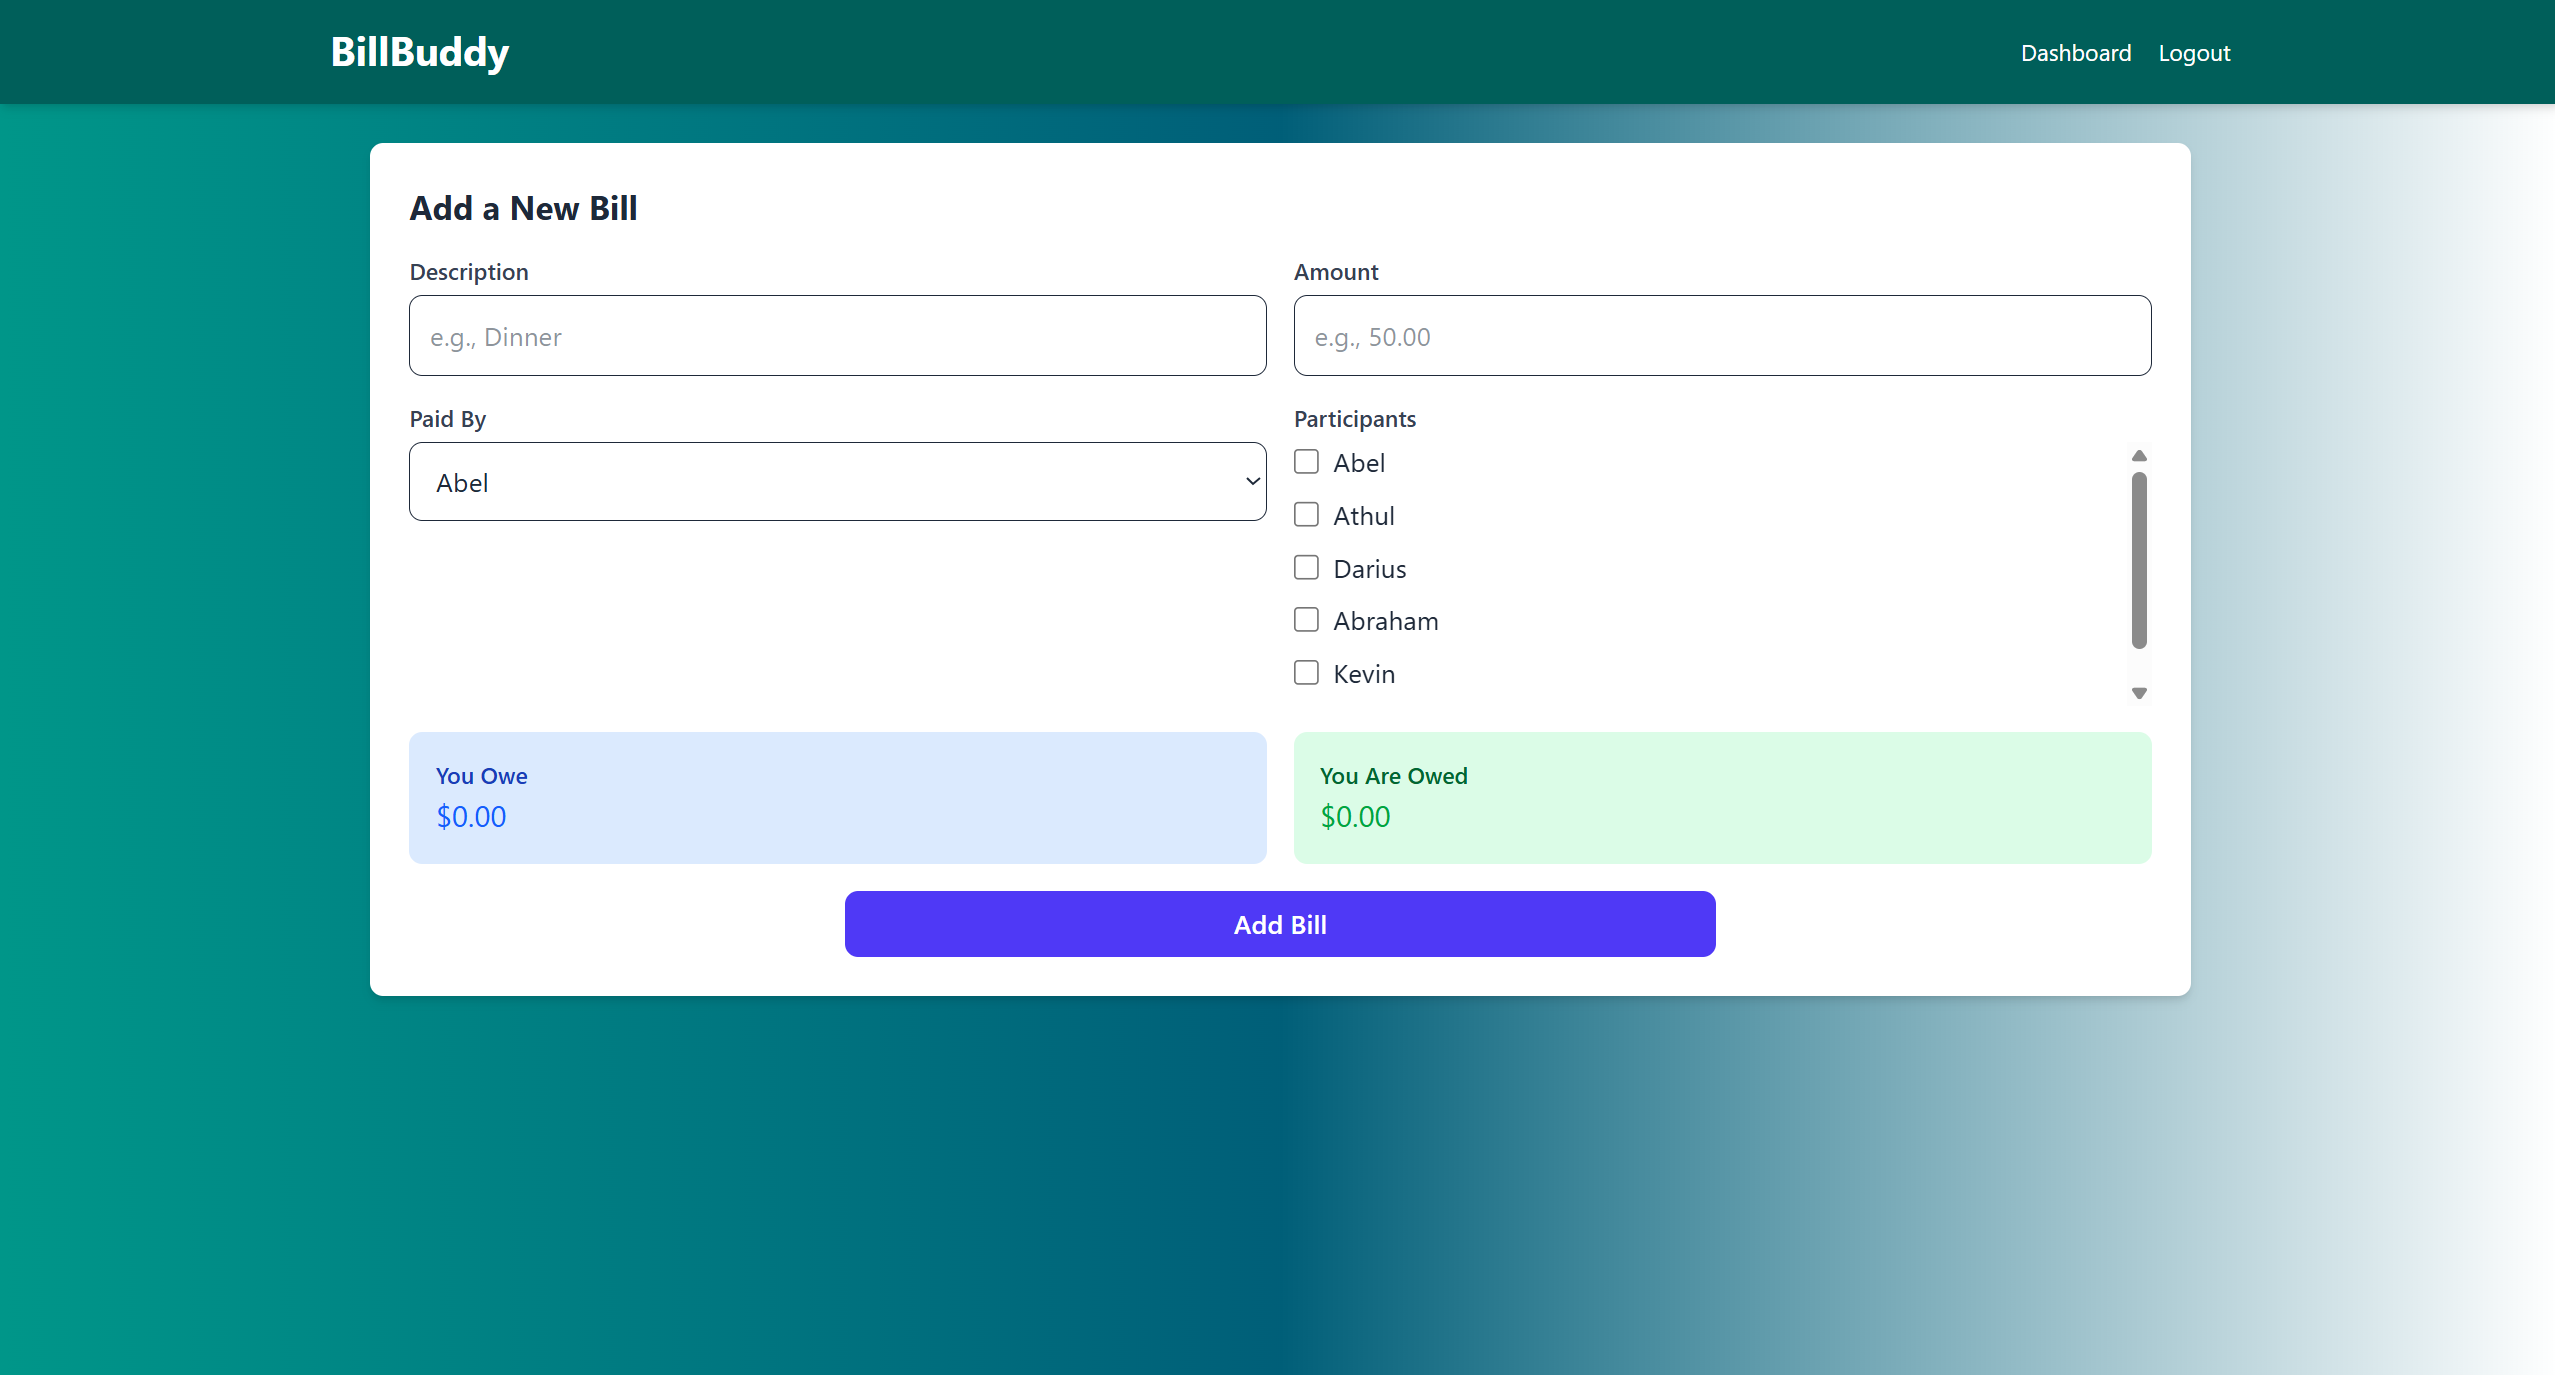 BillBuddy
Dashboard
Logout
Add a New Bill
Description
Amount
e.g., Dinner
e.g., 50.00
Paid By
Participants
Abel
Abel
Athul
Darius
Abraham
Kevin
You Owe
$0.00
You Are Owed
$0.00
Add Bill